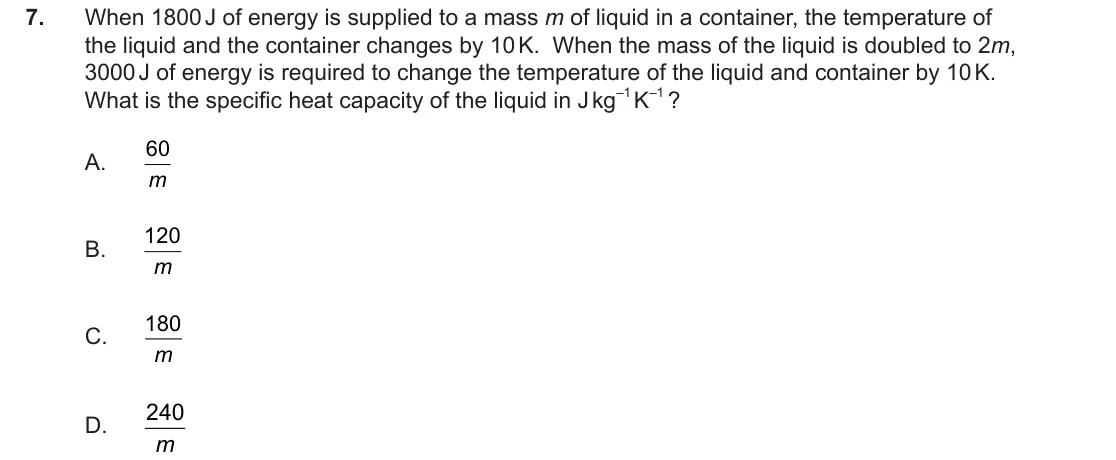 7. When 1800 J of energy is supplied to a mass m of liquid in a container, the temperature of
the liquid and the container changes by 10 K. When the mass of the liquid is doubled to 2m,
3000 J of energy is required to change the temperature of the liquid and container by 10 K.
What is the specific heat capacity of the liquid in J kg⁻¹ K⁻¹ ?
A. 60
m
B. 120
m
C. 180
m
D. 240
m